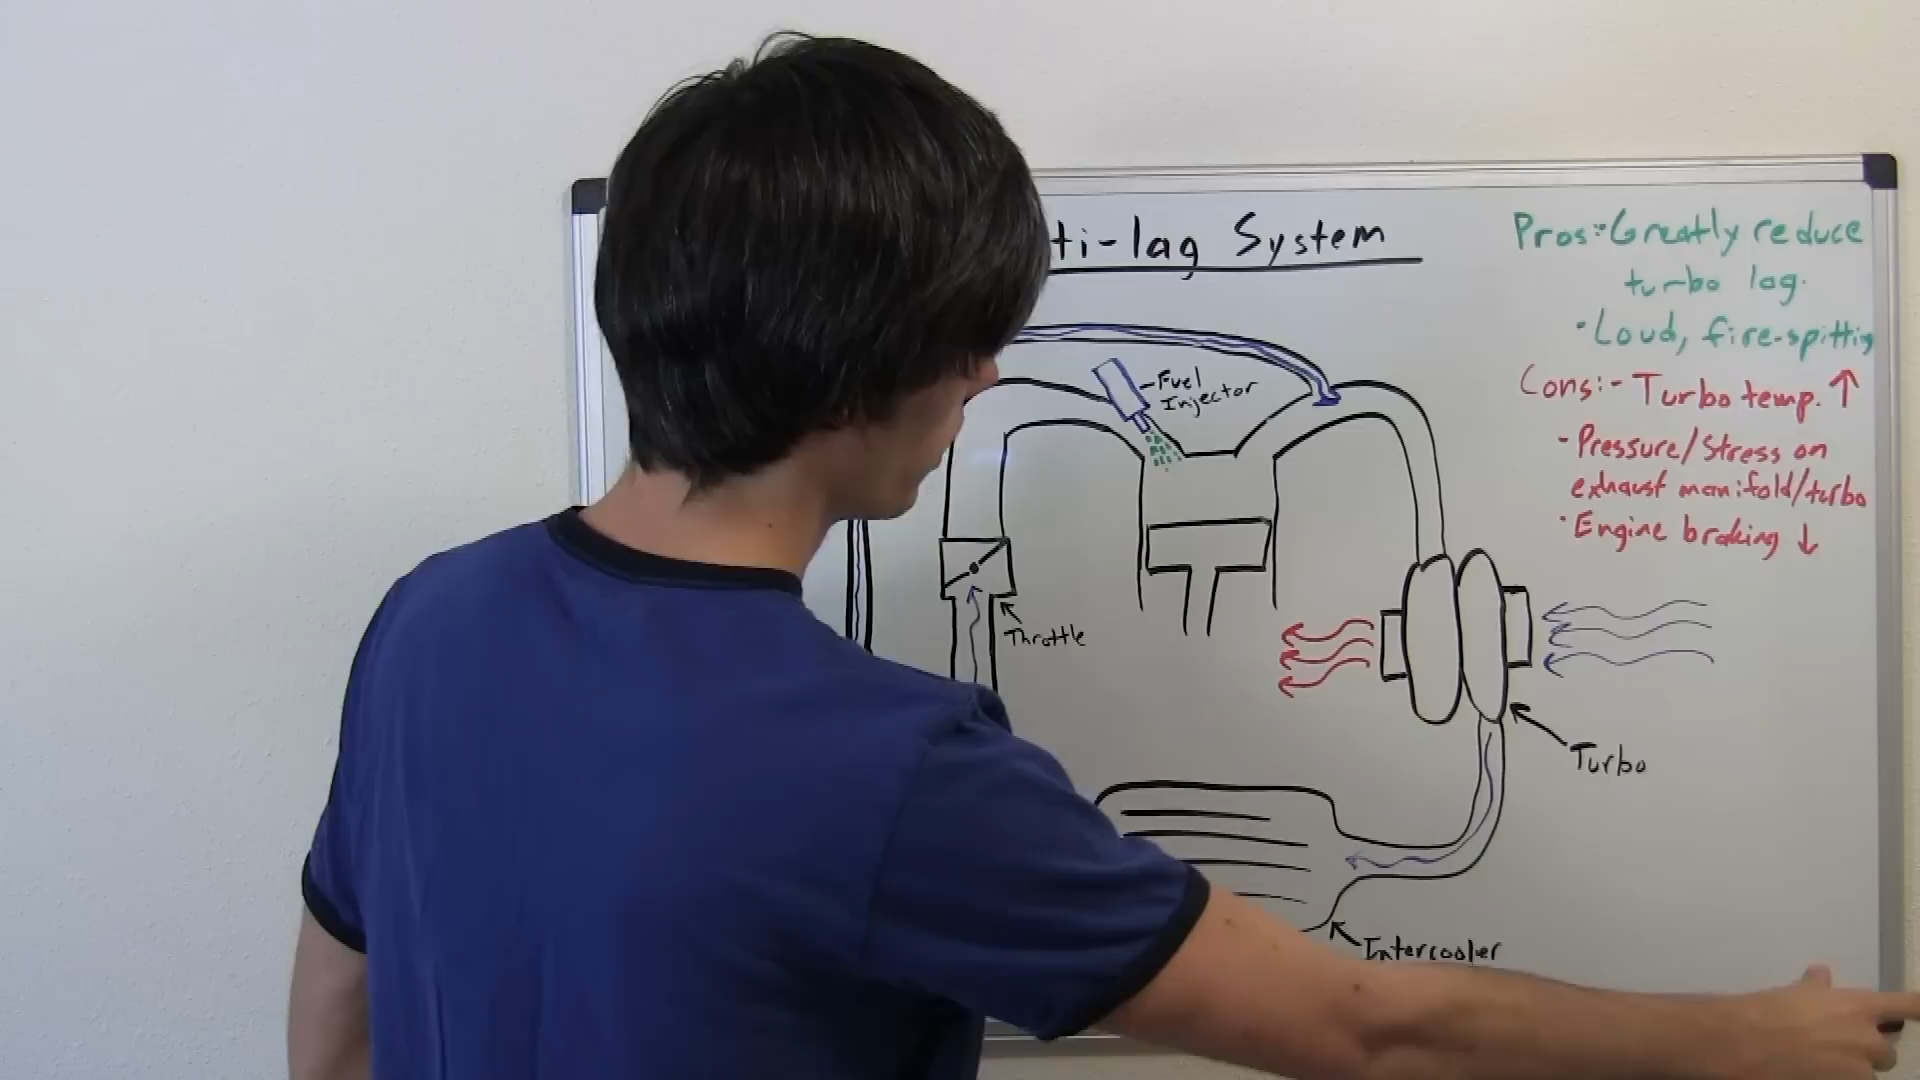 ti-lag System
Pros:-Greatly reduce
turbo lag.
·Loud, fire-spitting
Cons:- Turbo temp. ↑
-Pressure/Stress on
exhaust manifold/turbo
·Engine braking ↓
Fuel
Injector
Throttle
Turbo
Intercooler